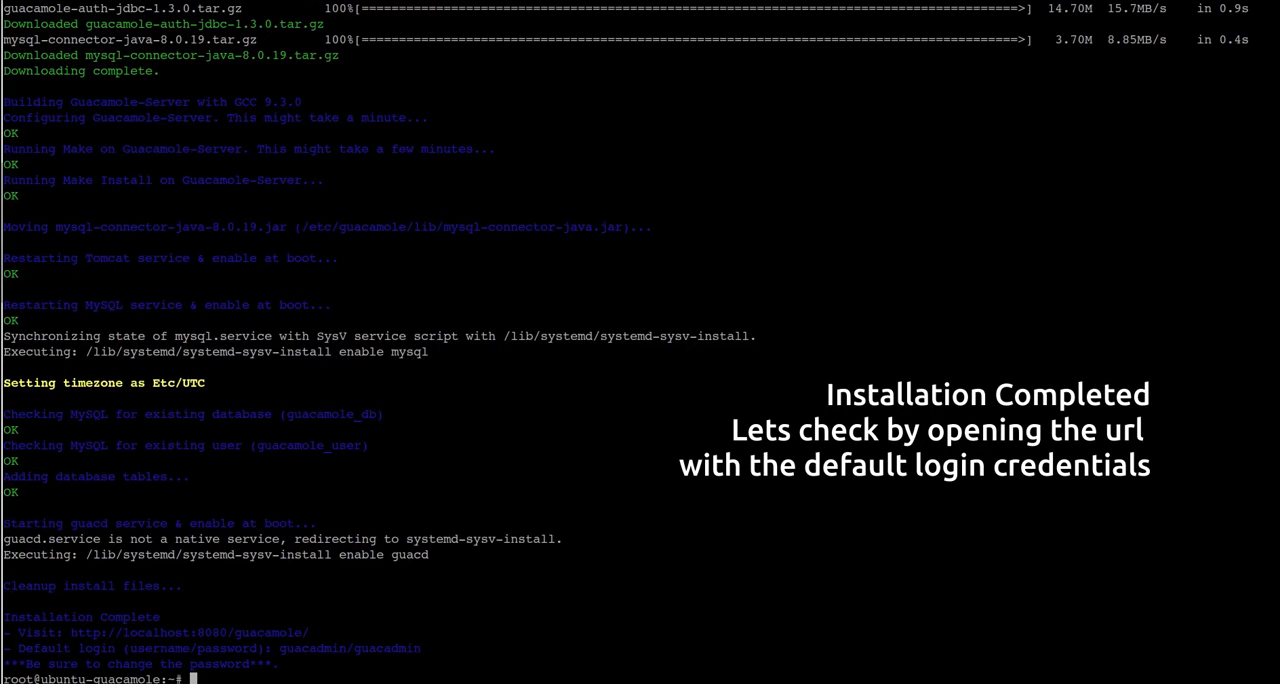 guacamole-auth-jdbc-1.3.0.tar.gz 100%[===================================================================================>] 14.70M 15.7MB/s in 0.9s
Downloaded guacamole-auth-jdbc-1.3.0.tar.gz
mysql-connector-java-8.0.19.tar.gz 100%[===================================================================================>] 3.70M 8.85MB/s in 0.4s
Downloaded mysql-connector-java-8.0.19.tar.gz
Downloading complete.
Building Guacamole-Server with GCC 9.3.0
Configuring Guacamole-Server. This might take a minute...
OK
Running Make on Guacamole-Server. This might take a few minutes...
OK
Running Make Install on Guacamole-Server...
OK
Moving mysql-connector-java-8.0.19.jar (/etc/guacamole/lib/mysql-connector-java.jar)...
Restarting Tomcat service & enable at boot...
OK
Restarting MySQL service & enable at boot...
OK
Synchronizing state of mysql.service with SysV service script with /lib/systemd/systemd-sysv-install.
Executing: /lib/systemd/systemd-sysv-install enable mysql
Setting timezone as Etc/UTC
Checking MySQL for existing database (guacamole_db)
OK
Checking MySQL for existing user (guacamole_user)
OK
Adding database tables...
OK
Starting guacd service & enable at boot...
guacd.service is not a native service, redirecting to systemd-sysv-install.
Executing: /lib/systemd/systemd-sysv-install enable guacd
Cleanup install files...
Installation Complete
- Visit: http://localhost:8080/guacamole/
- Default login (username/password): guacadmin/guacadmin
***Be sure to change the password***.
root@ubuntu-guacamole:~#
Installation Completed
Lets check by opening the url
with the default login credentials